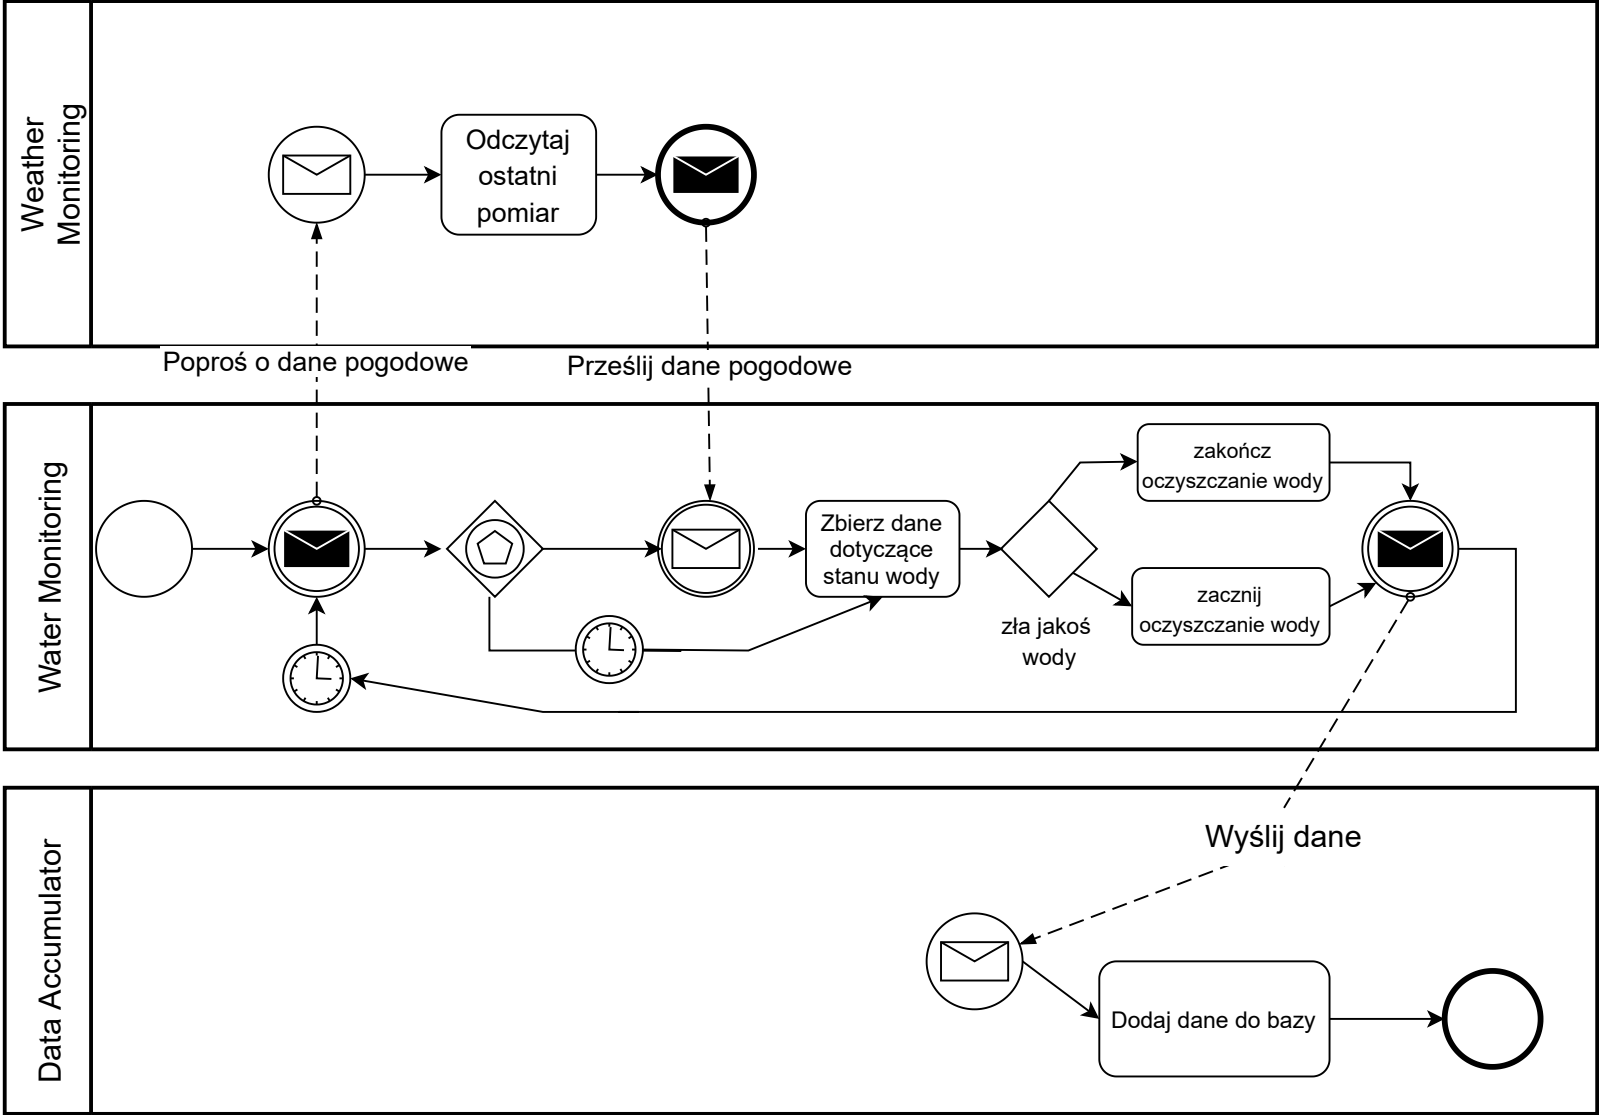 Weather
Monitoring
Odczytaj
ostatni
pomiar
Poproś o dane pogodowe
Prześlij dane pogodowe
Water Monitoring
Zbierz dane
dotyczące
stanu wody
zakończ
oczyszczanie wody
zła jakoś
wody
zacznij
oczyszczanie wody
Data Accumulator
Wyślij dane
Dodaj dane do bazy